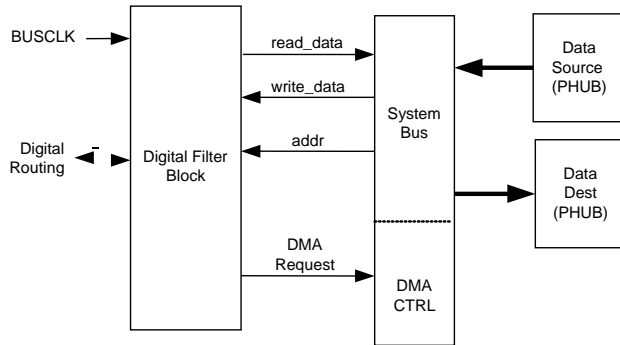 BUSCLK
Digital
Routing
Digital Filter
Block
read_data
write_data
addr
DMA
Request
System
Bus
DMA
CTRL
Data
Source
(PHUB)
Data
Dest
(PHUB)